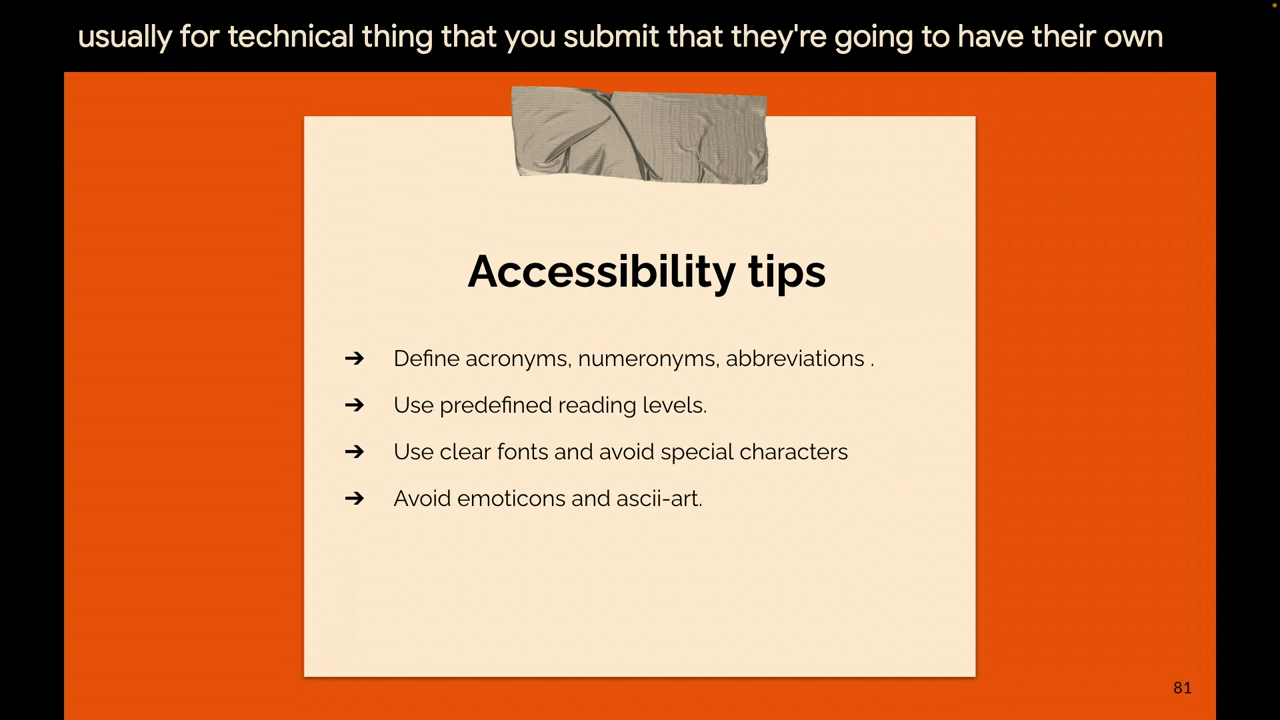 usually for technical thing that you submit that they're going to have their own
Accessibility tips
➔ Define acronyms, numeronyms, abbreviations .
➔ Use predefined reading levels.
➔ Use clear fonts and avoid special characters
➔ Avoid emoticons and ascii-art.
81